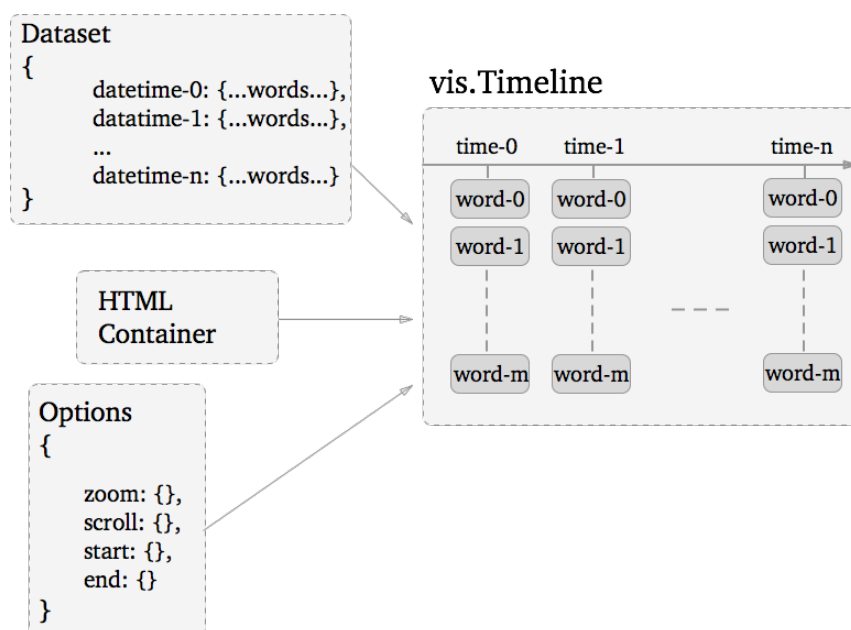 Dataset
{
datetime-0: {...words...},
datatime-1: {...words...},
...
datetime-n: {...words...}
}
HTML
Container
Options
{
zoom: {},
scroll: {},
start: {},
end: {}
}
vis.Timeline
time-0 time-1 time-n
word-0 word-0 word-0
word-1 word-1 word-1
word-m word-m word-m